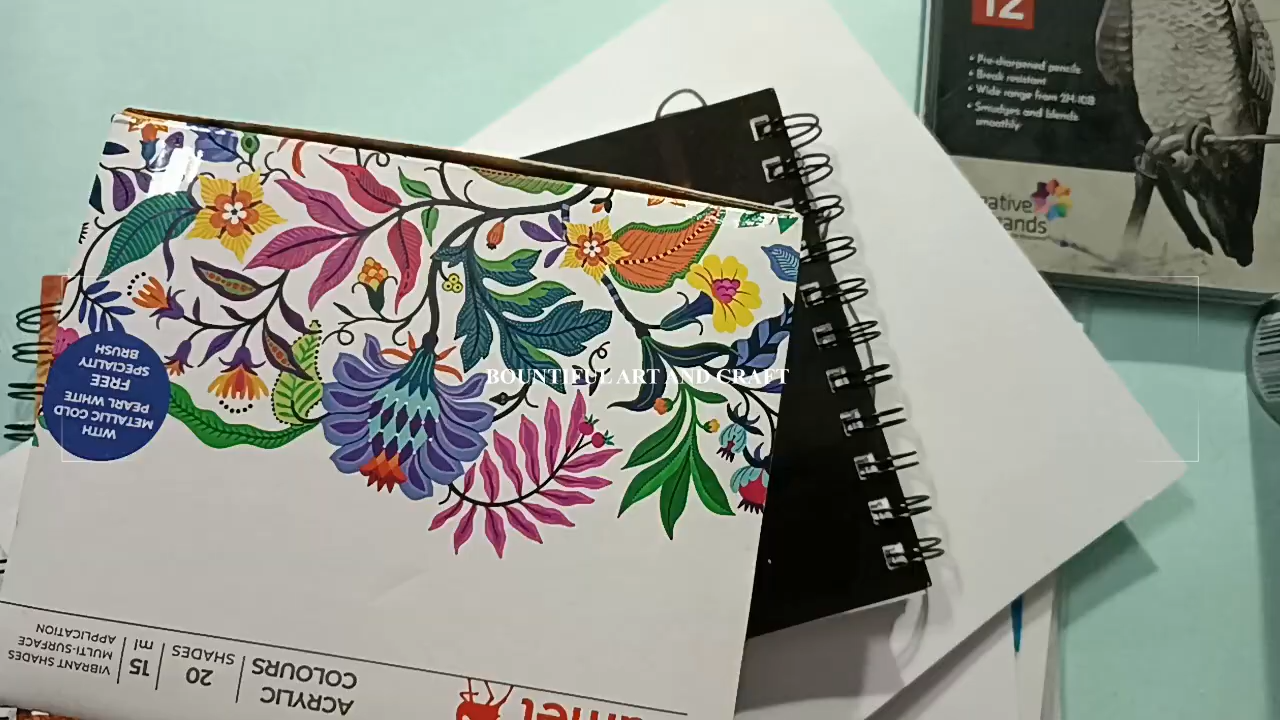 12
• Pre-sharpened pencils
• Break resistant
• Wide range from 2H-10B
• Smudges and blends
smoothly
BOUNTIFUL ART AND CRAFT
WITH
METALLIC GOLD
PEARL WHITE
FREE
SPECIALITY
BRUSH
ACRYLIC
COLOURS
20
SHADES
15
ml
VIBRANT SHADES
MULTI-SURFACE
APPLICATION